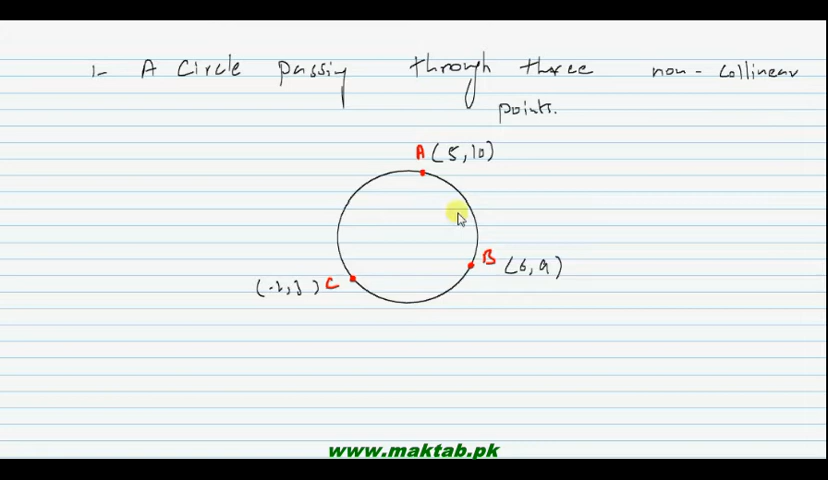 1- A Circle passing through three non-collinear
points.
A (5,10)
B (6,9)
C
www.maktab.pk